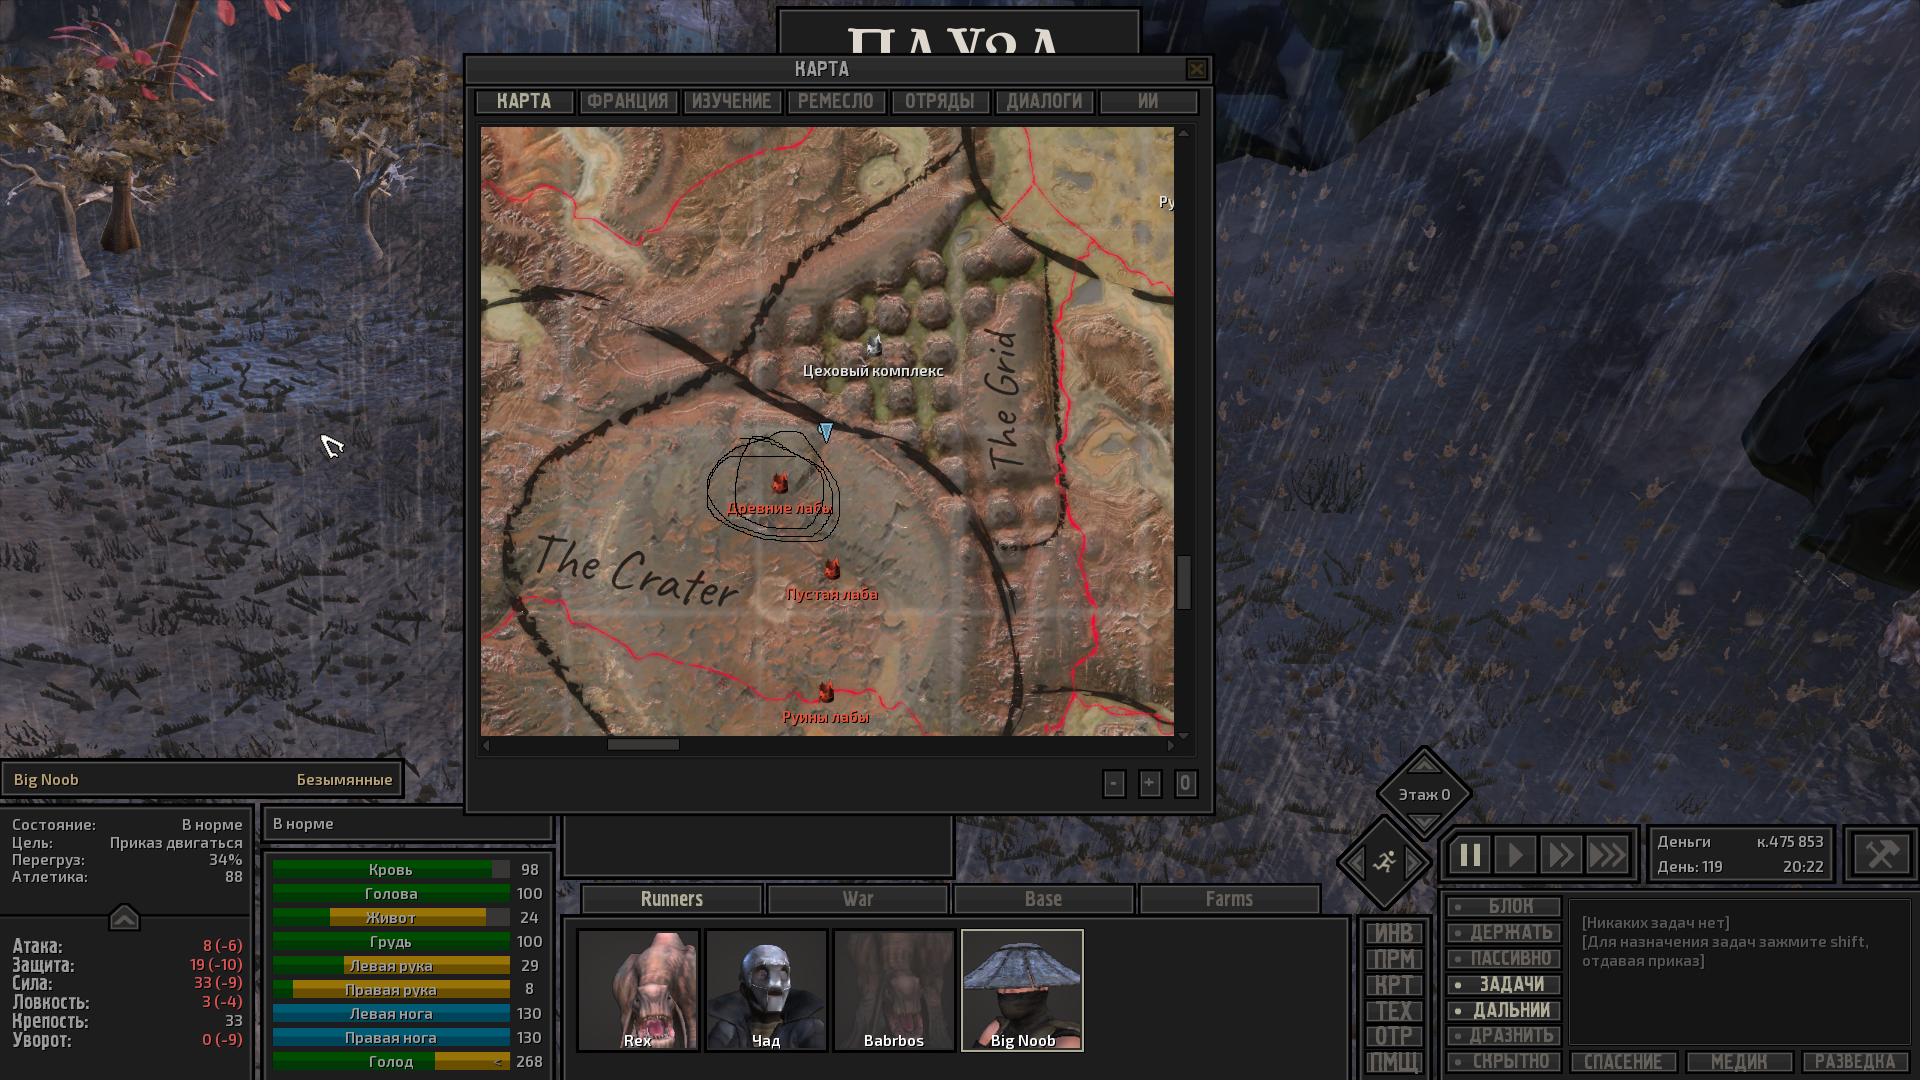 ПАУЗА
КАРТА
КАРТА ФРАКЦИЯ ИЗУЧЕНИЕ РЕМЕСЛО ОТРЯДЫ ДИАЛОГИ ИИ
Ру
The Grid
Цеховый комплекс
Древние лабы
The Crater
Пустая лаба
Руины лабы
- + 0
Big Noob Безымянные
Состояние: В норме
Цель: Приказ двигаться
Перегруз: 34%
Атлетика: 88
Атака: 8 (-6)
Защита: 19 (-10)
Сила: 33 (-9)
Ловкость: 3 (-4)
Крепость: 33
Уворот: 0 (-9)
В норме
Кровь 98
Голова 100
Живот 24
Грудь 100
Левая рука 29
Правая рука 8
Левая нога 130
Правая нога 130
Голод < 268
Runners War Base Farms
Rex Чад Babrbos Big Noob
Этаж 0
Деньги к.475 853
День: 119 20:22
ИНВ
ПРМ
КРТ
ТЕХ
ОТР
ПМЩ
БЛОК
ДЕРЖАТЬ
ПАССИВНО
ЗАДАЧИ
ДАЛЬНИЙ
ДРАЗНИТЬ
СКРЫТНО СПАСЕНИЕ МЕДИК РАЗВЕДКА
[Никаких задач нет]
[Для назначения задач зажмите shift,
отдавая приказ]